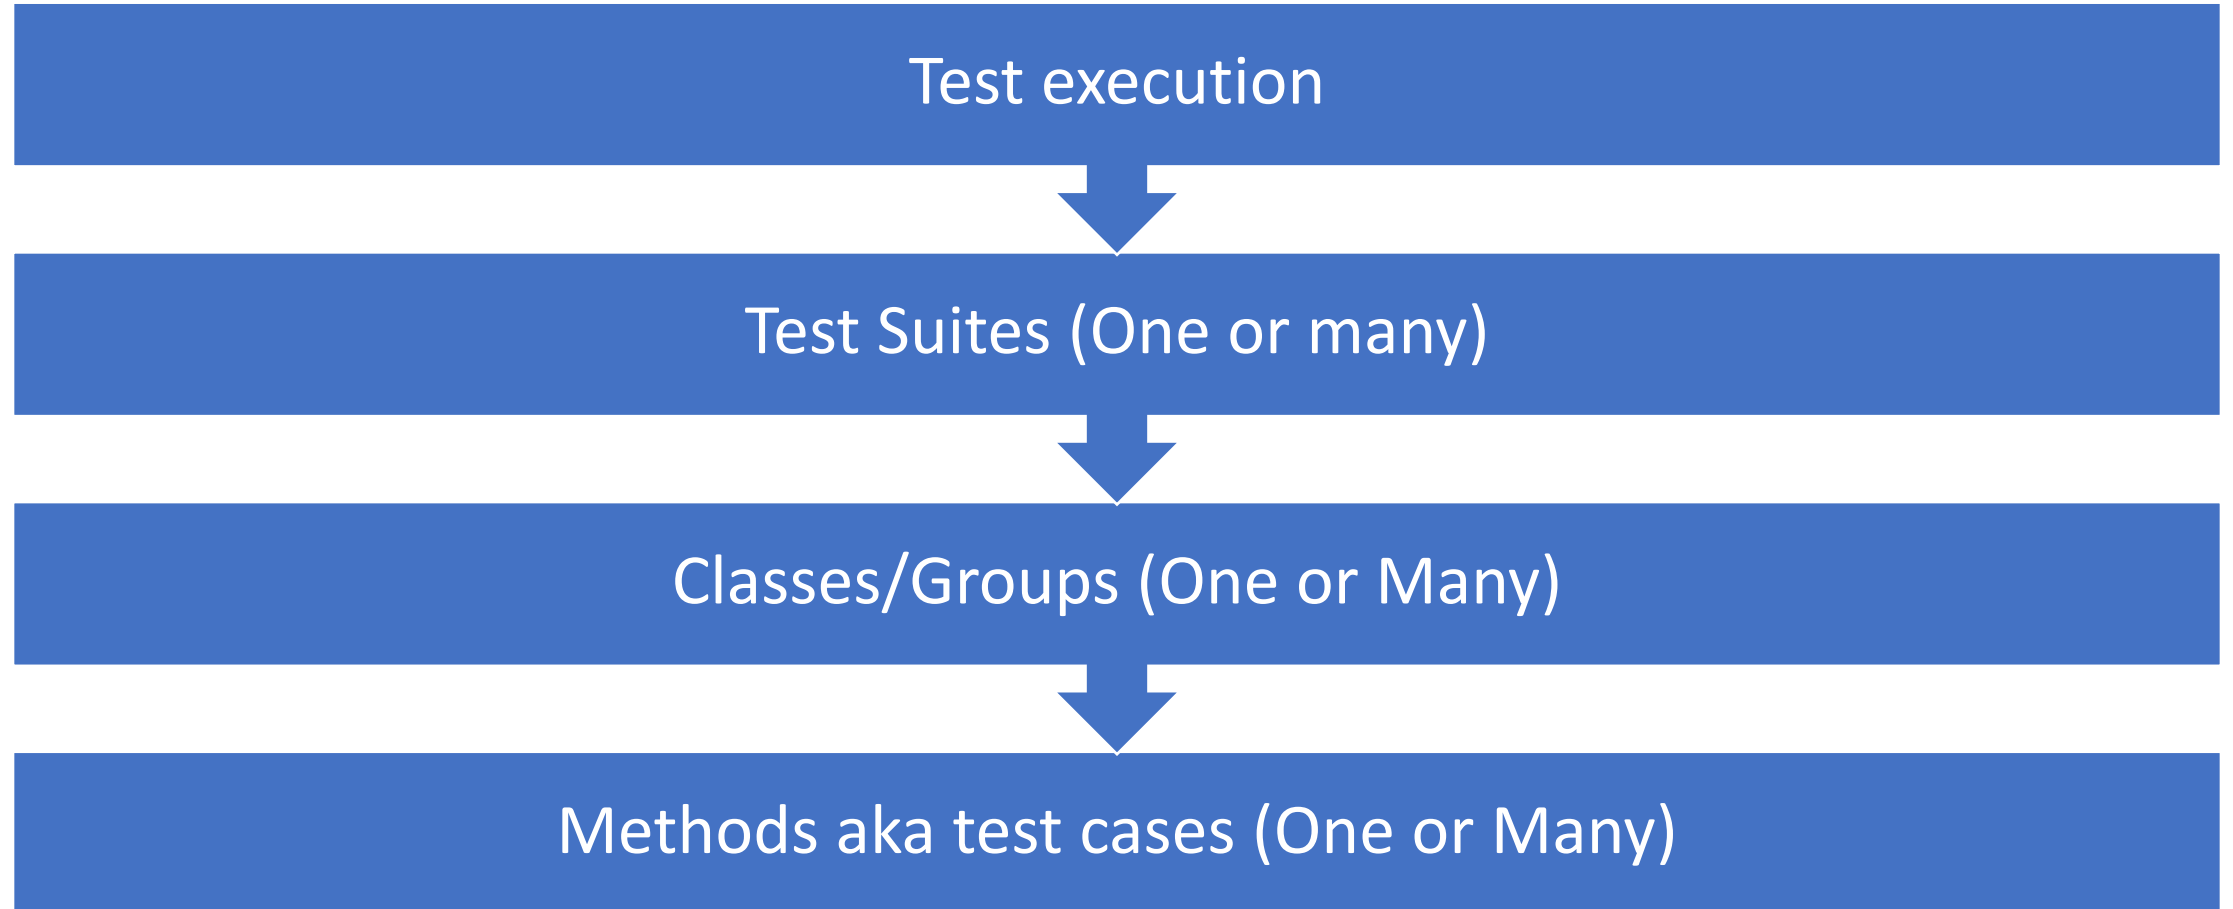 Test execution
Test Suites (One or many)
Classes/Groups (One or Many)
Methods aka test cases (One or Many)